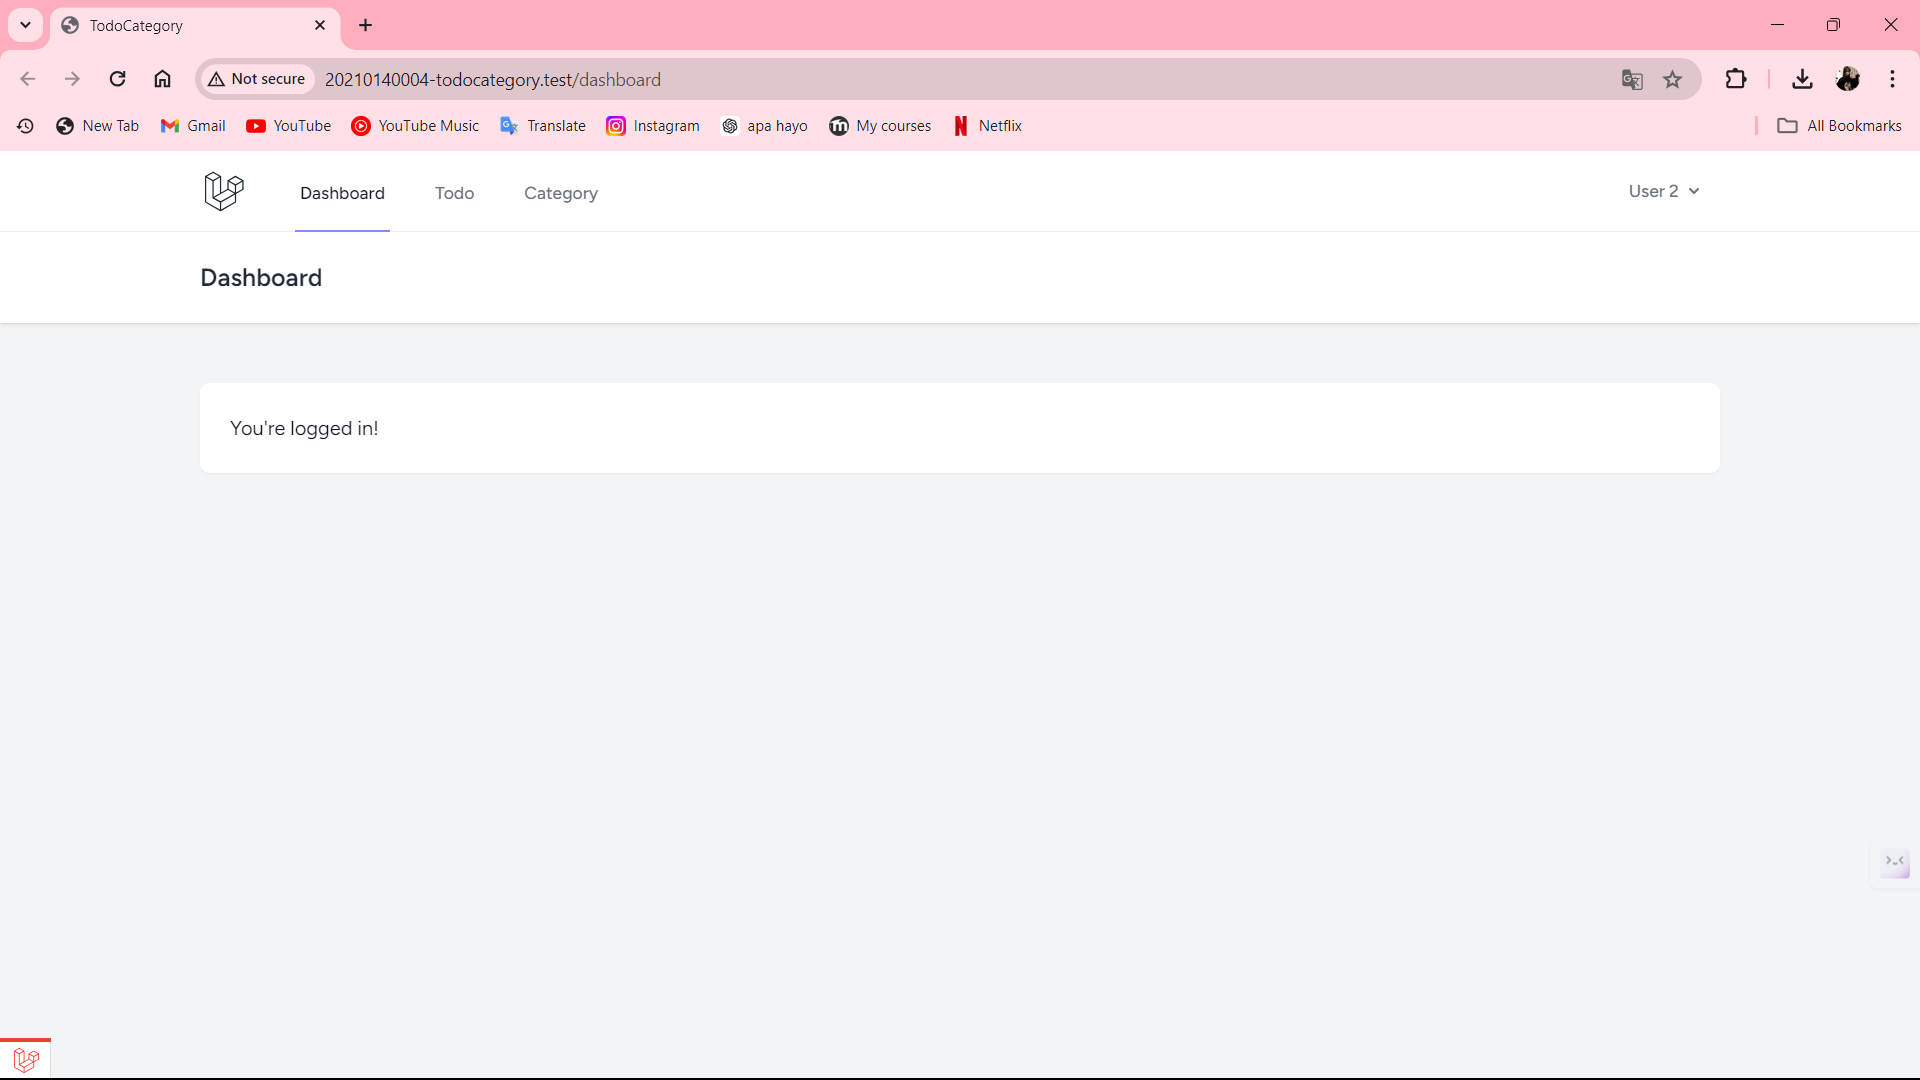 TodoCategory
Not secure 20210140004-todocategory.test/dashboard
New Tab Gmail YouTube YouTube Music Translate Instagram apa hayo My courses Netflix All Bookmarks
Dashboard Todo Category User 2
Dashboard
You're logged in!